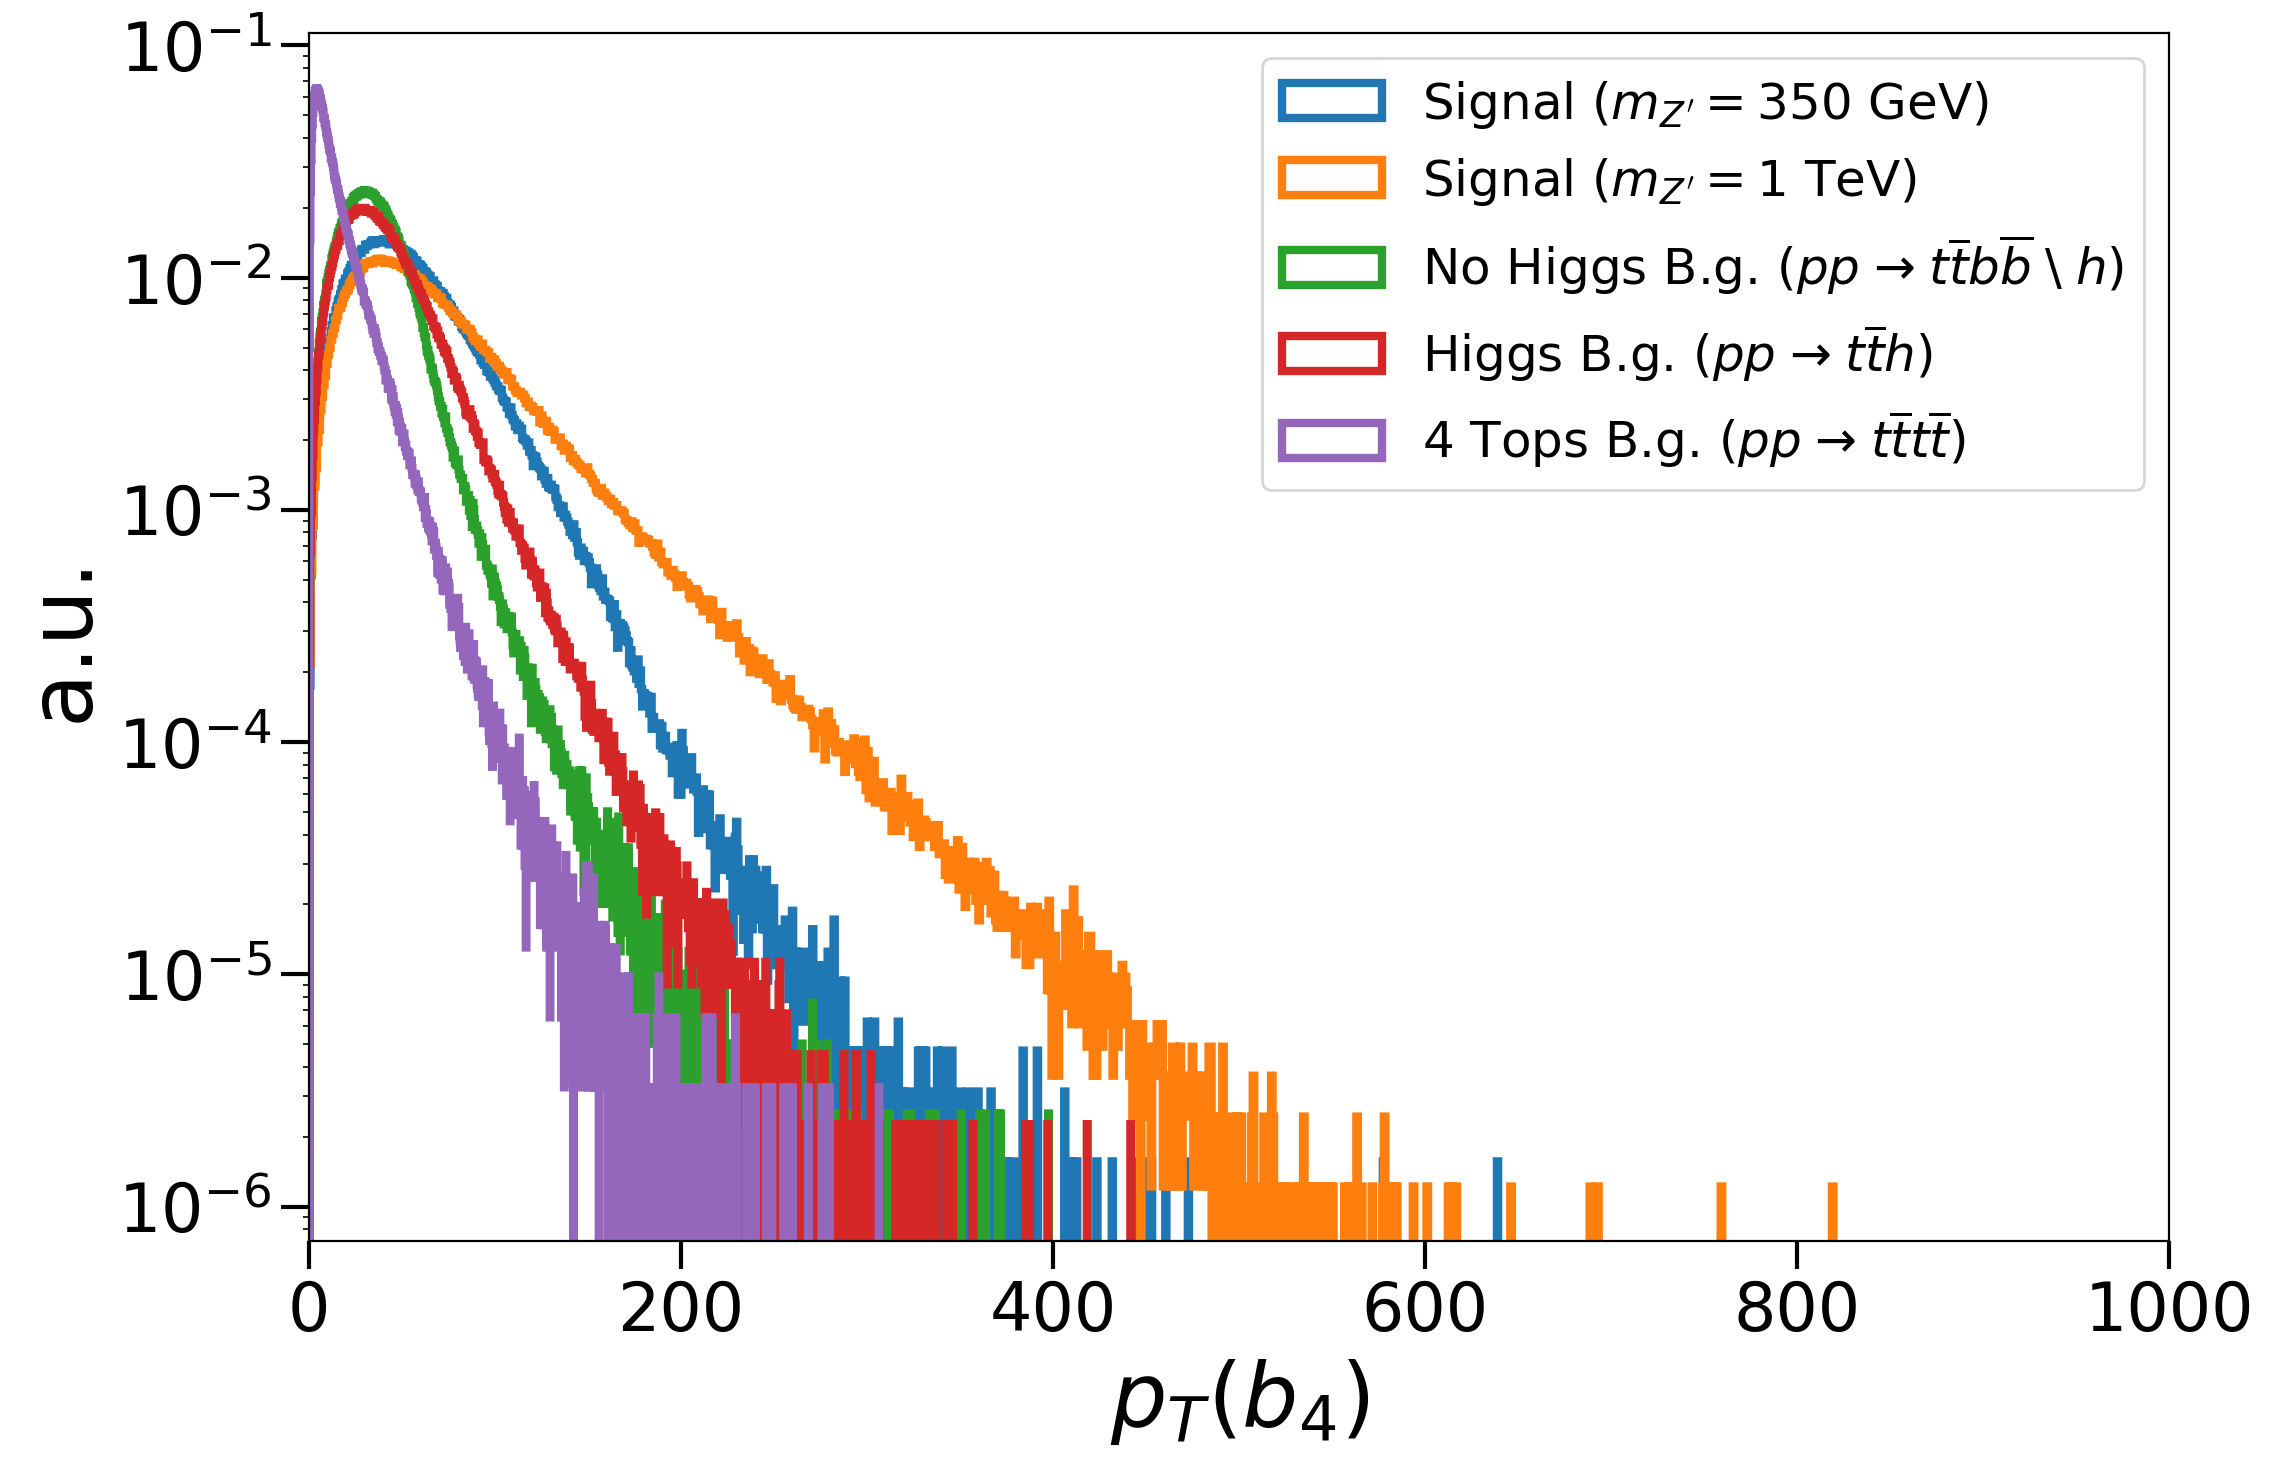 a.u.
10⁻¹
10⁻²
10⁻³
10⁻⁴
10⁻⁵
10⁻⁶
Signal (m_{Z′} = 350 GeV)
Signal (m_{Z′} = 1 TeV)
No Higgs B.g. (pp → tt̅bb̅ \ h)
Higgs B.g. (pp → tt̅h)
4 Tops B.g. (pp → tt̅tt̅)
0 200 400 600 800 1000
p_T(b₄)